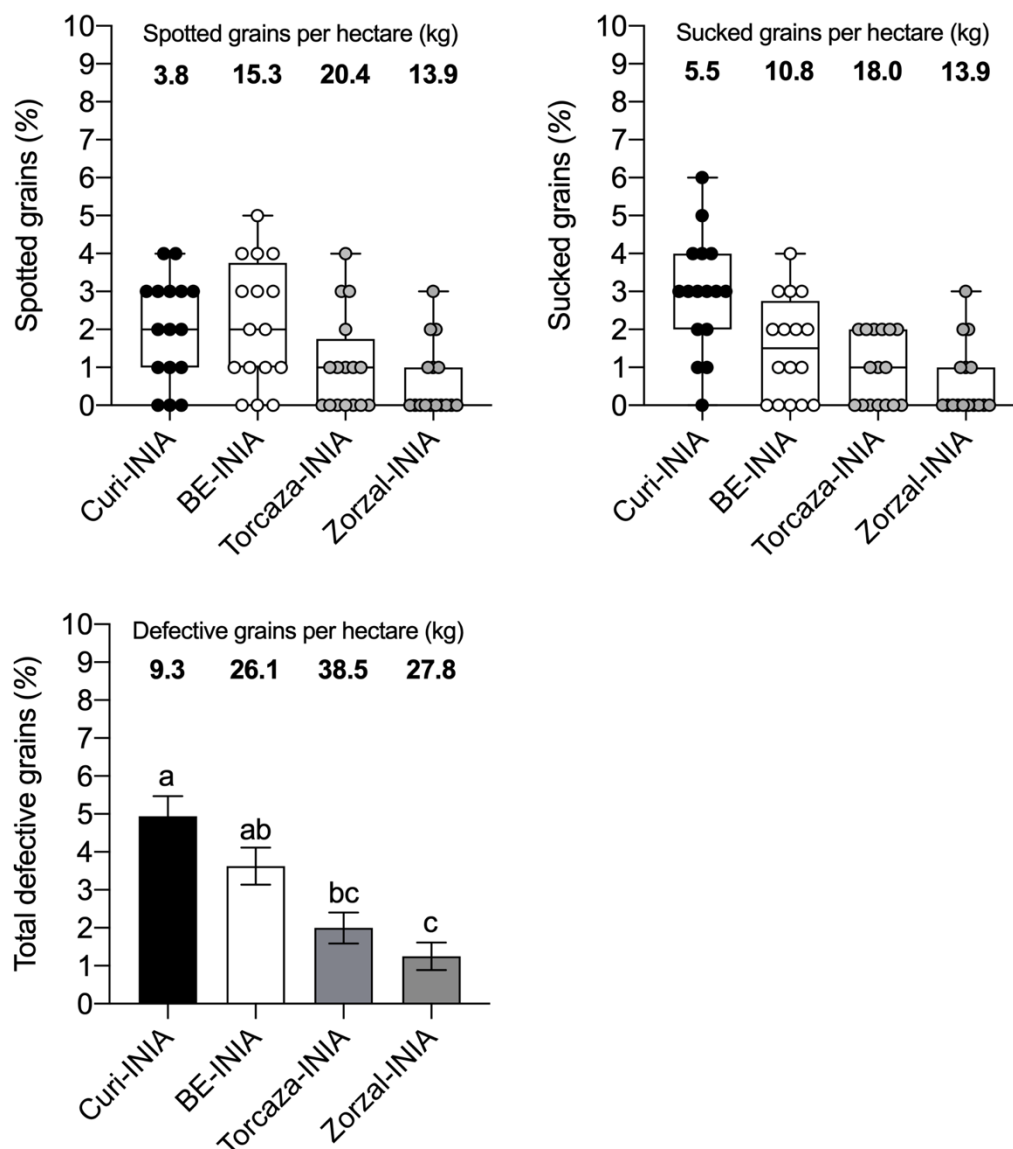 Spotted grains per hectare (kg)
3.8 15.3 20.4 13.9
Spotted grains (%)
10
9
8
7
6
5
4
3
2
1
0
Curi-INIA
BE-INIA
Torcaza-INIA
Zorzal-INIA
Sucked grains per hectare (kg)
5.5 10.8 18.0 13.9
Sucked grains (%)
10
9
8
7
6
5
4
3
2
1
0
Curi-INIA
BE-INIA
Torcaza-INIA
Zorzal-INIA
Defective grains per hectare (kg)
9.3 26.1 38.5 27.8
Total defective grains (%)
10
9
8
7
6
5
4
3
2
1
0
a
ab
bc
c
Curi-INIA
BE-INIA
Torcaza-INIA
Zorzal-INIA